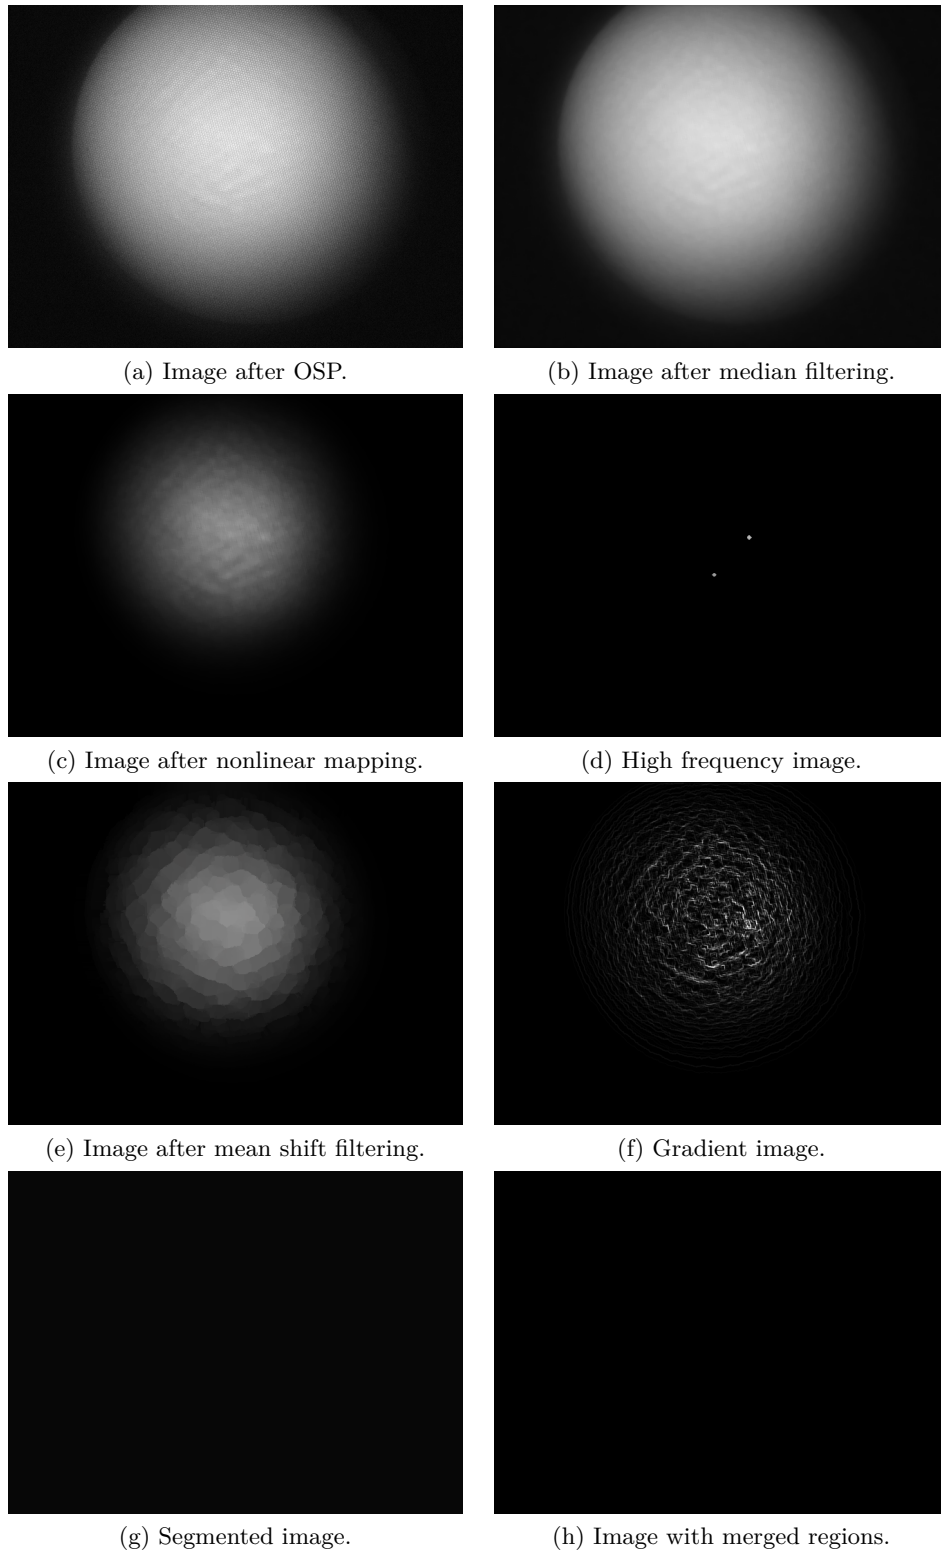 (a) Image after OSP.
(b) Image after median filtering.
(c) Image after nonlinear mapping.
(d) High frequency image.
(e) Image after mean shift filtering.
(f) Gradient image.
(g) Segmented image.
(h) Image with merged regions.